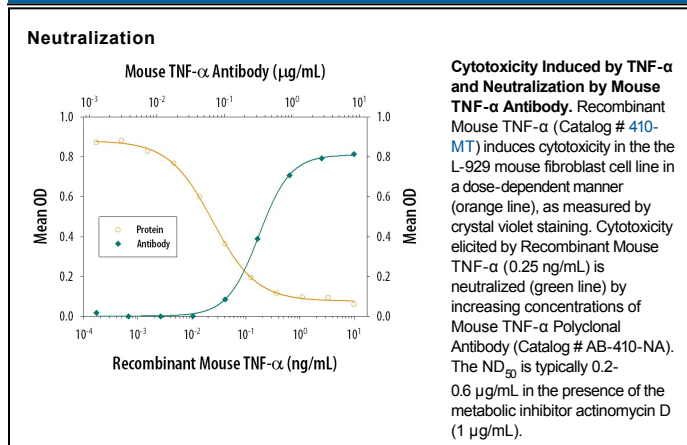 Neutralization
Mouse TNF-α Antibody (μg/mL)
10⁻³ 10⁻² 10⁻¹ 10⁰ 10¹
1.0 1.0
0.8 0.8
0.6 0.6
0.4 0.4
0.2 0.2
0.0 0.0
Mean OD
Mean OD
Protein
Antibody
10⁻⁴ 10⁻³ 10⁻² 10⁻¹ 10⁰ 10¹
Recombinant Mouse TNF-α (ng/mL)
Cytotoxicity Induced by TNF-α
and Neutralization by Mouse
TNF-α Antibody. Recombinant
Mouse TNF-α (Catalog # 410-
MT) induces cytotoxicity in the the
L-929 mouse fibroblast cell line in
a dose-dependent manner
(orange line), as measured by
crystal violet staining. Cytotoxicity
elicited by Recombinant Mouse
TNF-α (0.25 ng/mL) is
neutralized (green line) by
increasing concentrations of
Mouse TNF-α Polyclonal
Antibody (Catalog # AB-410-NA).
The ND₅₀ is typically 0.2-
0.6 μg/mL in the presence of the
metabolic inhibitor actinomycin D
(1 μg/mL).